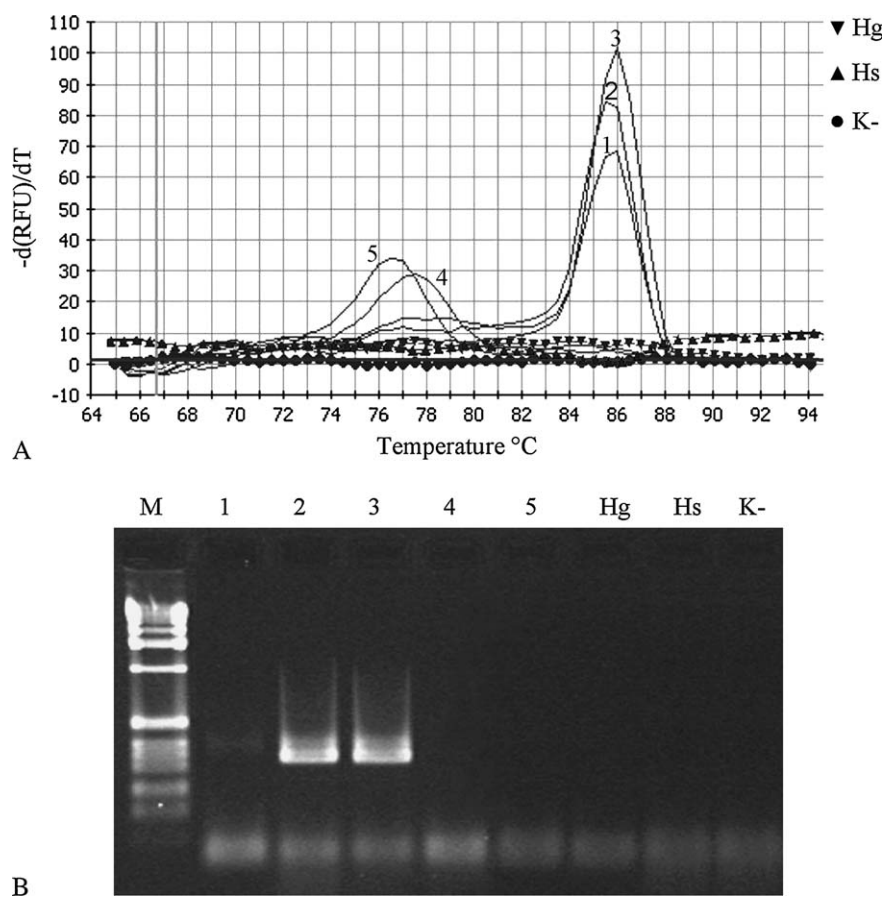 110
100
90
80
70
60
50
40
30
20
10
0
-10
-d(RFU)/dT
3
2
1
5
4
▼ Hg
▲ Hs
● K-
64 66 68 70 72 74 76 78 80 82 84 86 88 90 92 94
Temperature °C
A
M 1 2 3 4 5 Hg Hs K-
B